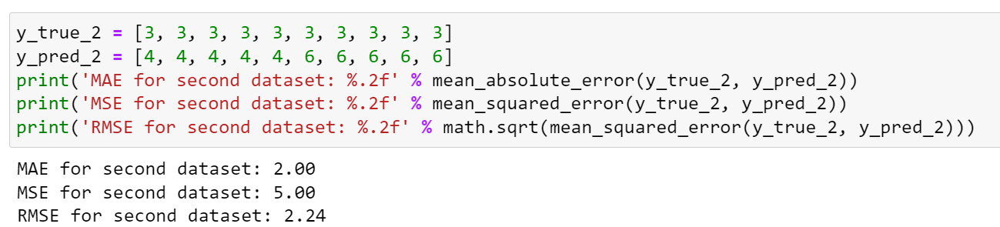 y_true_2 = [3, 3, 3, 3, 3, 3, 3, 3, 3, 3]
y_pred_2 = [4, 4, 4, 4, 4, 6, 6, 6, 6, 6]
print('MAE for second dataset: %.2f' % mean_absolute_error(y_true_2, y_pred_2))
print('MSE for second dataset: %.2f' % mean_squared_error(y_true_2, y_pred_2))
print('RMSE for second dataset: %.2f' % math.sqrt(mean_squared_error(y_true_2, y_pred_2)))
MAE for second dataset: 2.00
MSE for second dataset: 5.00
RMSE for second dataset: 2.24